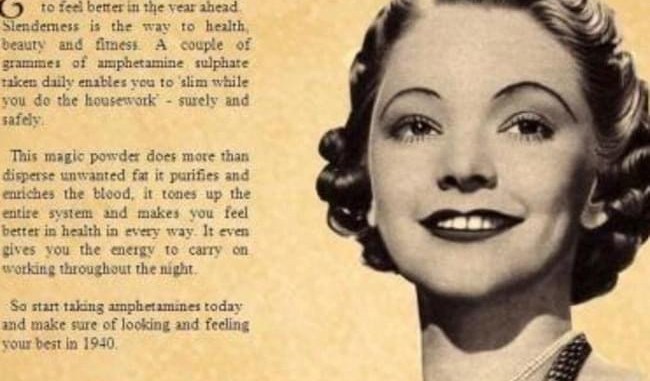 to feel better in the year ahead.
Slenderness is the way to health,
beauty and fitness. A couple of
grammes of amphetamine sulphate
taken daily enables you to 'slim while
you do the housework' - surely and
safely.
This magic powder does more than
disperse unwanted fat it purifies and
enriches the blood, it tones up the
entire system and makes you feel
better in health in every way. It even
gives you the energy to carry on
working throughout the night.
So start taking amphetamines today
and make sure of looking and feeling
your best in 1940.